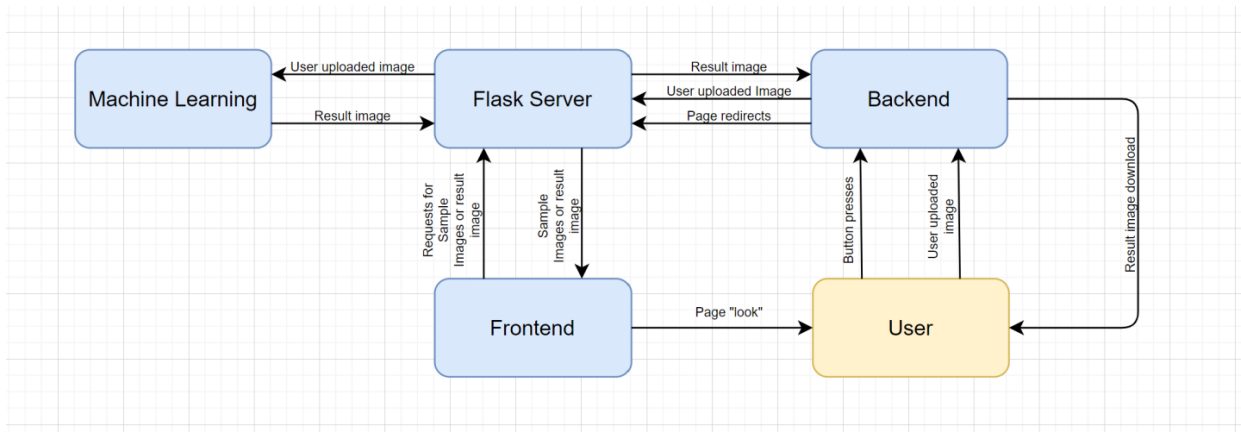 User uploaded image
Result image
Machine Learning
Flask Server
Backend
User uploaded Image
Result image
Page redirects
Requests for
Sample
Images or result
image
Sample
Images or result
image
Button presses
User uploaded
image
Result image download
Frontend
Page "look"
User